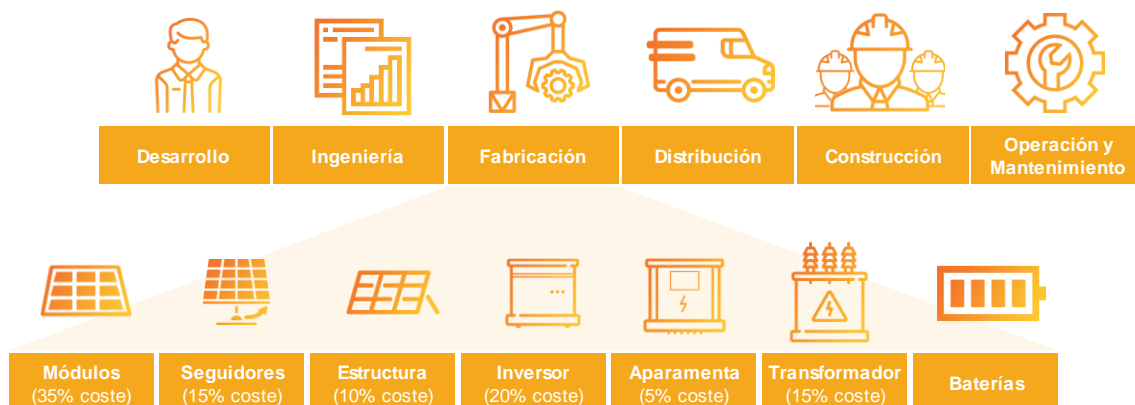 Desarrollo
Ingeniería
Fabricación
Distribución
Construcción
Operación y
Mantenimiento
Módulos
(35% coste)
Seguidores
(15% coste)
Estructura
(10% coste)
Inversor
(20% coste)
Aparamenta
(5% coste)
Transformador
(15% coste)
Baterías